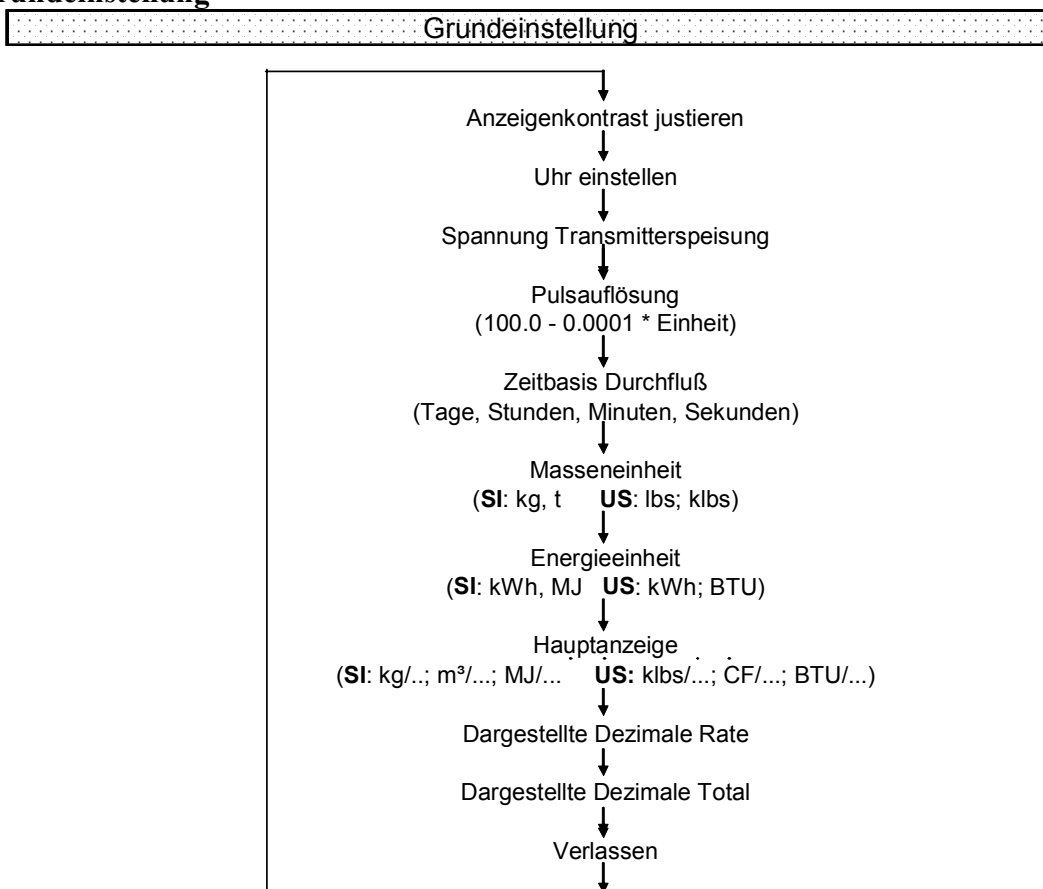 Grundeinstellung
Anzeigenkontrast justieren
Uhr einstellen
Spannung Transmitterspeisung
Pulsauflösung
(100.0 - 0.0001 * Einheit)
Zeitbasis Durchfluß
(Tage, Stunden, Minuten, Sekunden)
Masseneinheit
(SI: kg, t US: lbs; klbs)
Energieeinheit
(SI: kWh, MJ US: kWh; BTU)
Hauptanzeige
(SI: kg/..; m³/...; MJ/... US: klbs/...; CF/...; BTU/...)
Dargestellte Dezimale Rate
Dargestellte Dezimale Total
Verlassen